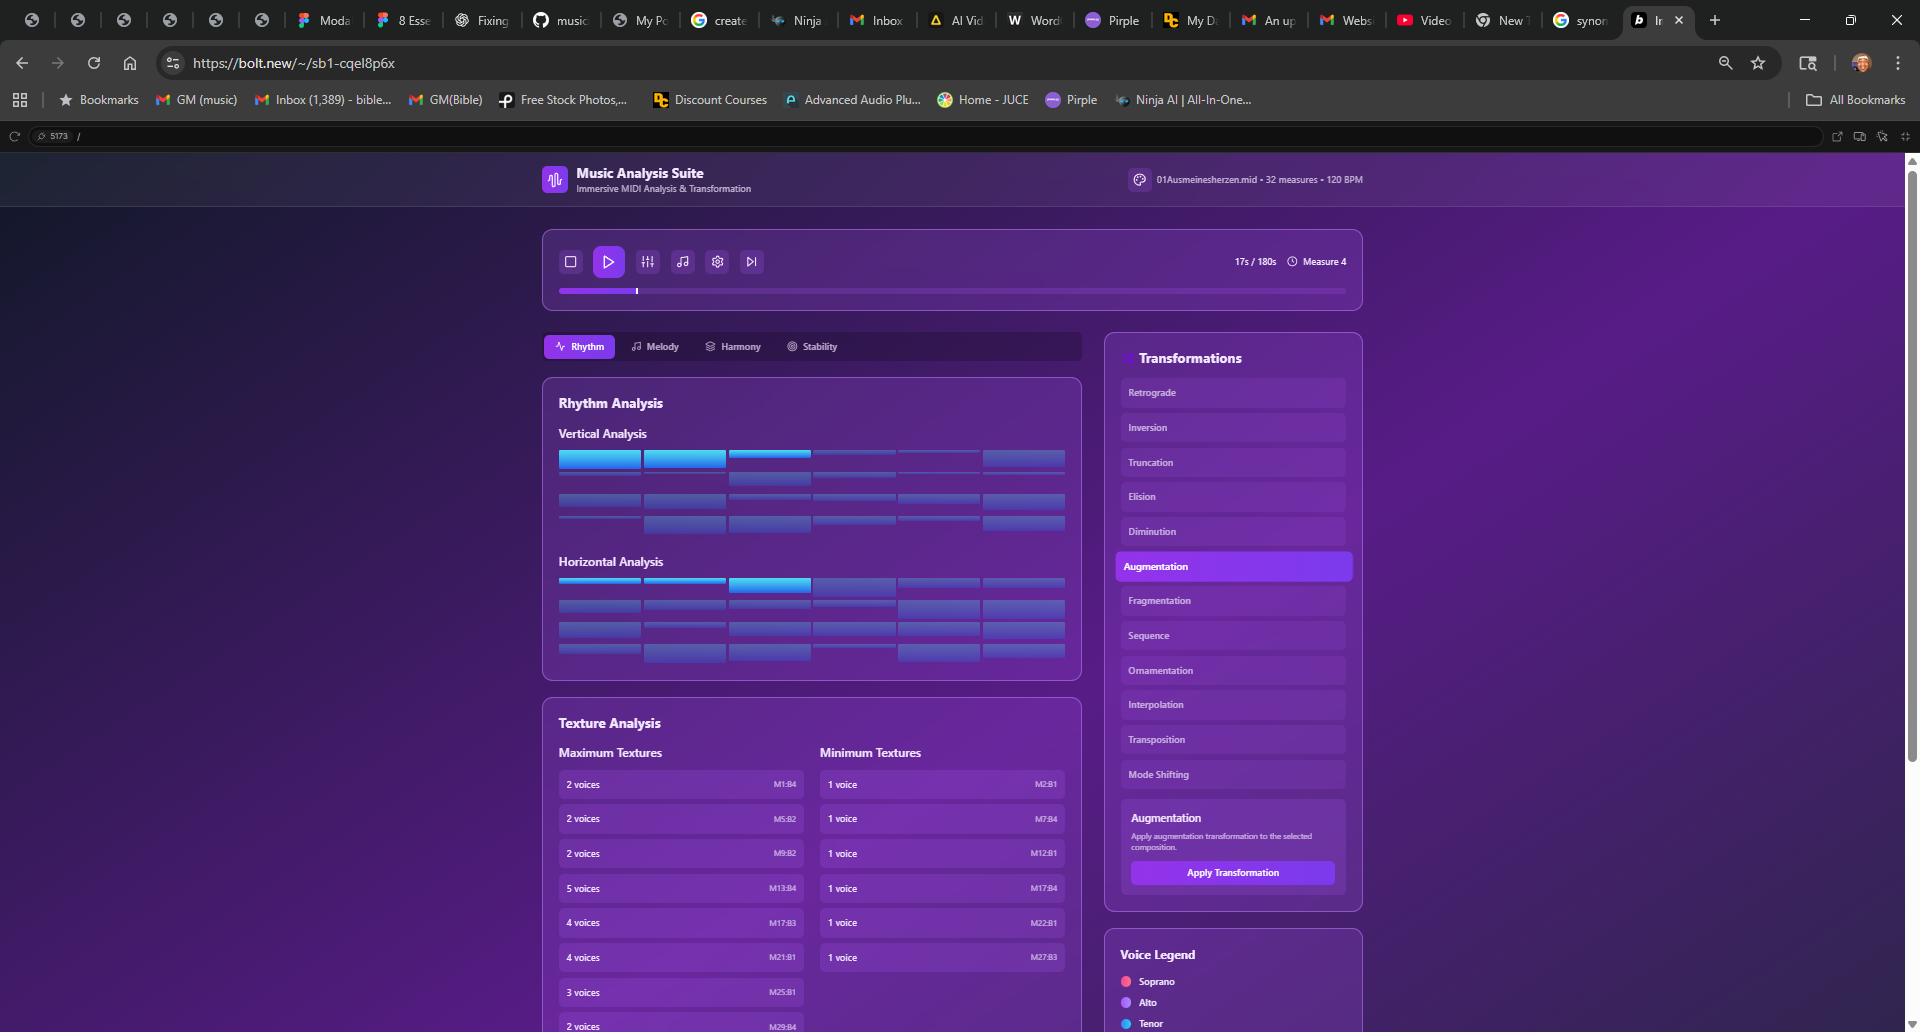 Moda
8 Esse
Fixing
music
My Po
create
Ninja
Inbox
AI Vid
Word
Pirple
My D
An up
Webs
Video
New T
synon
In
https://bolt.new/~/sb1-cqel8p6x
Bookmarks
GM (music)
Inbox (1,389) - bible...
GM(Bible)
Free Stock Photos,...
Discount Courses
Advanced Audio Plu...
Home - JUCE
Pirple
Ninja AI | All-In-One...
All Bookmarks
5173 /
Music Analysis Suite
Immersive MIDI Analysis & Transformation
01Ausmeinesherzen.mid • 32 measures • 120 BPM
17s / 180s
Measure 4
Rhythm
Melody
Harmony
Stability
Rhythm Analysis
Vertical Analysis
Horizontal Analysis
Texture Analysis
Maximum Textures
2 voices M1:B4
2 voices M5:B2
2 voices M9:B2
5 voices M13:B4
4 voices M17:B3
4 voices M21:B1
3 voices M25:B1
2 voices M29:B4
Minimum Textures
1 voice M2:B1
1 voice M7:B4
1 voice M12:B1
1 voice M17:B4
1 voice M22:B1
1 voice M27:B3
Transformations
Retrograde
Inversion
Truncation
Elision
Diminution
Augmentation
Fragmentation
Sequence
Ornamentation
Interpolation
Transposition
Mode Shifting
Augmentation
Apply augmentation transformation to the selected
composition.
Apply Transformation
Voice Legend
Soprano
Alto
Tenor